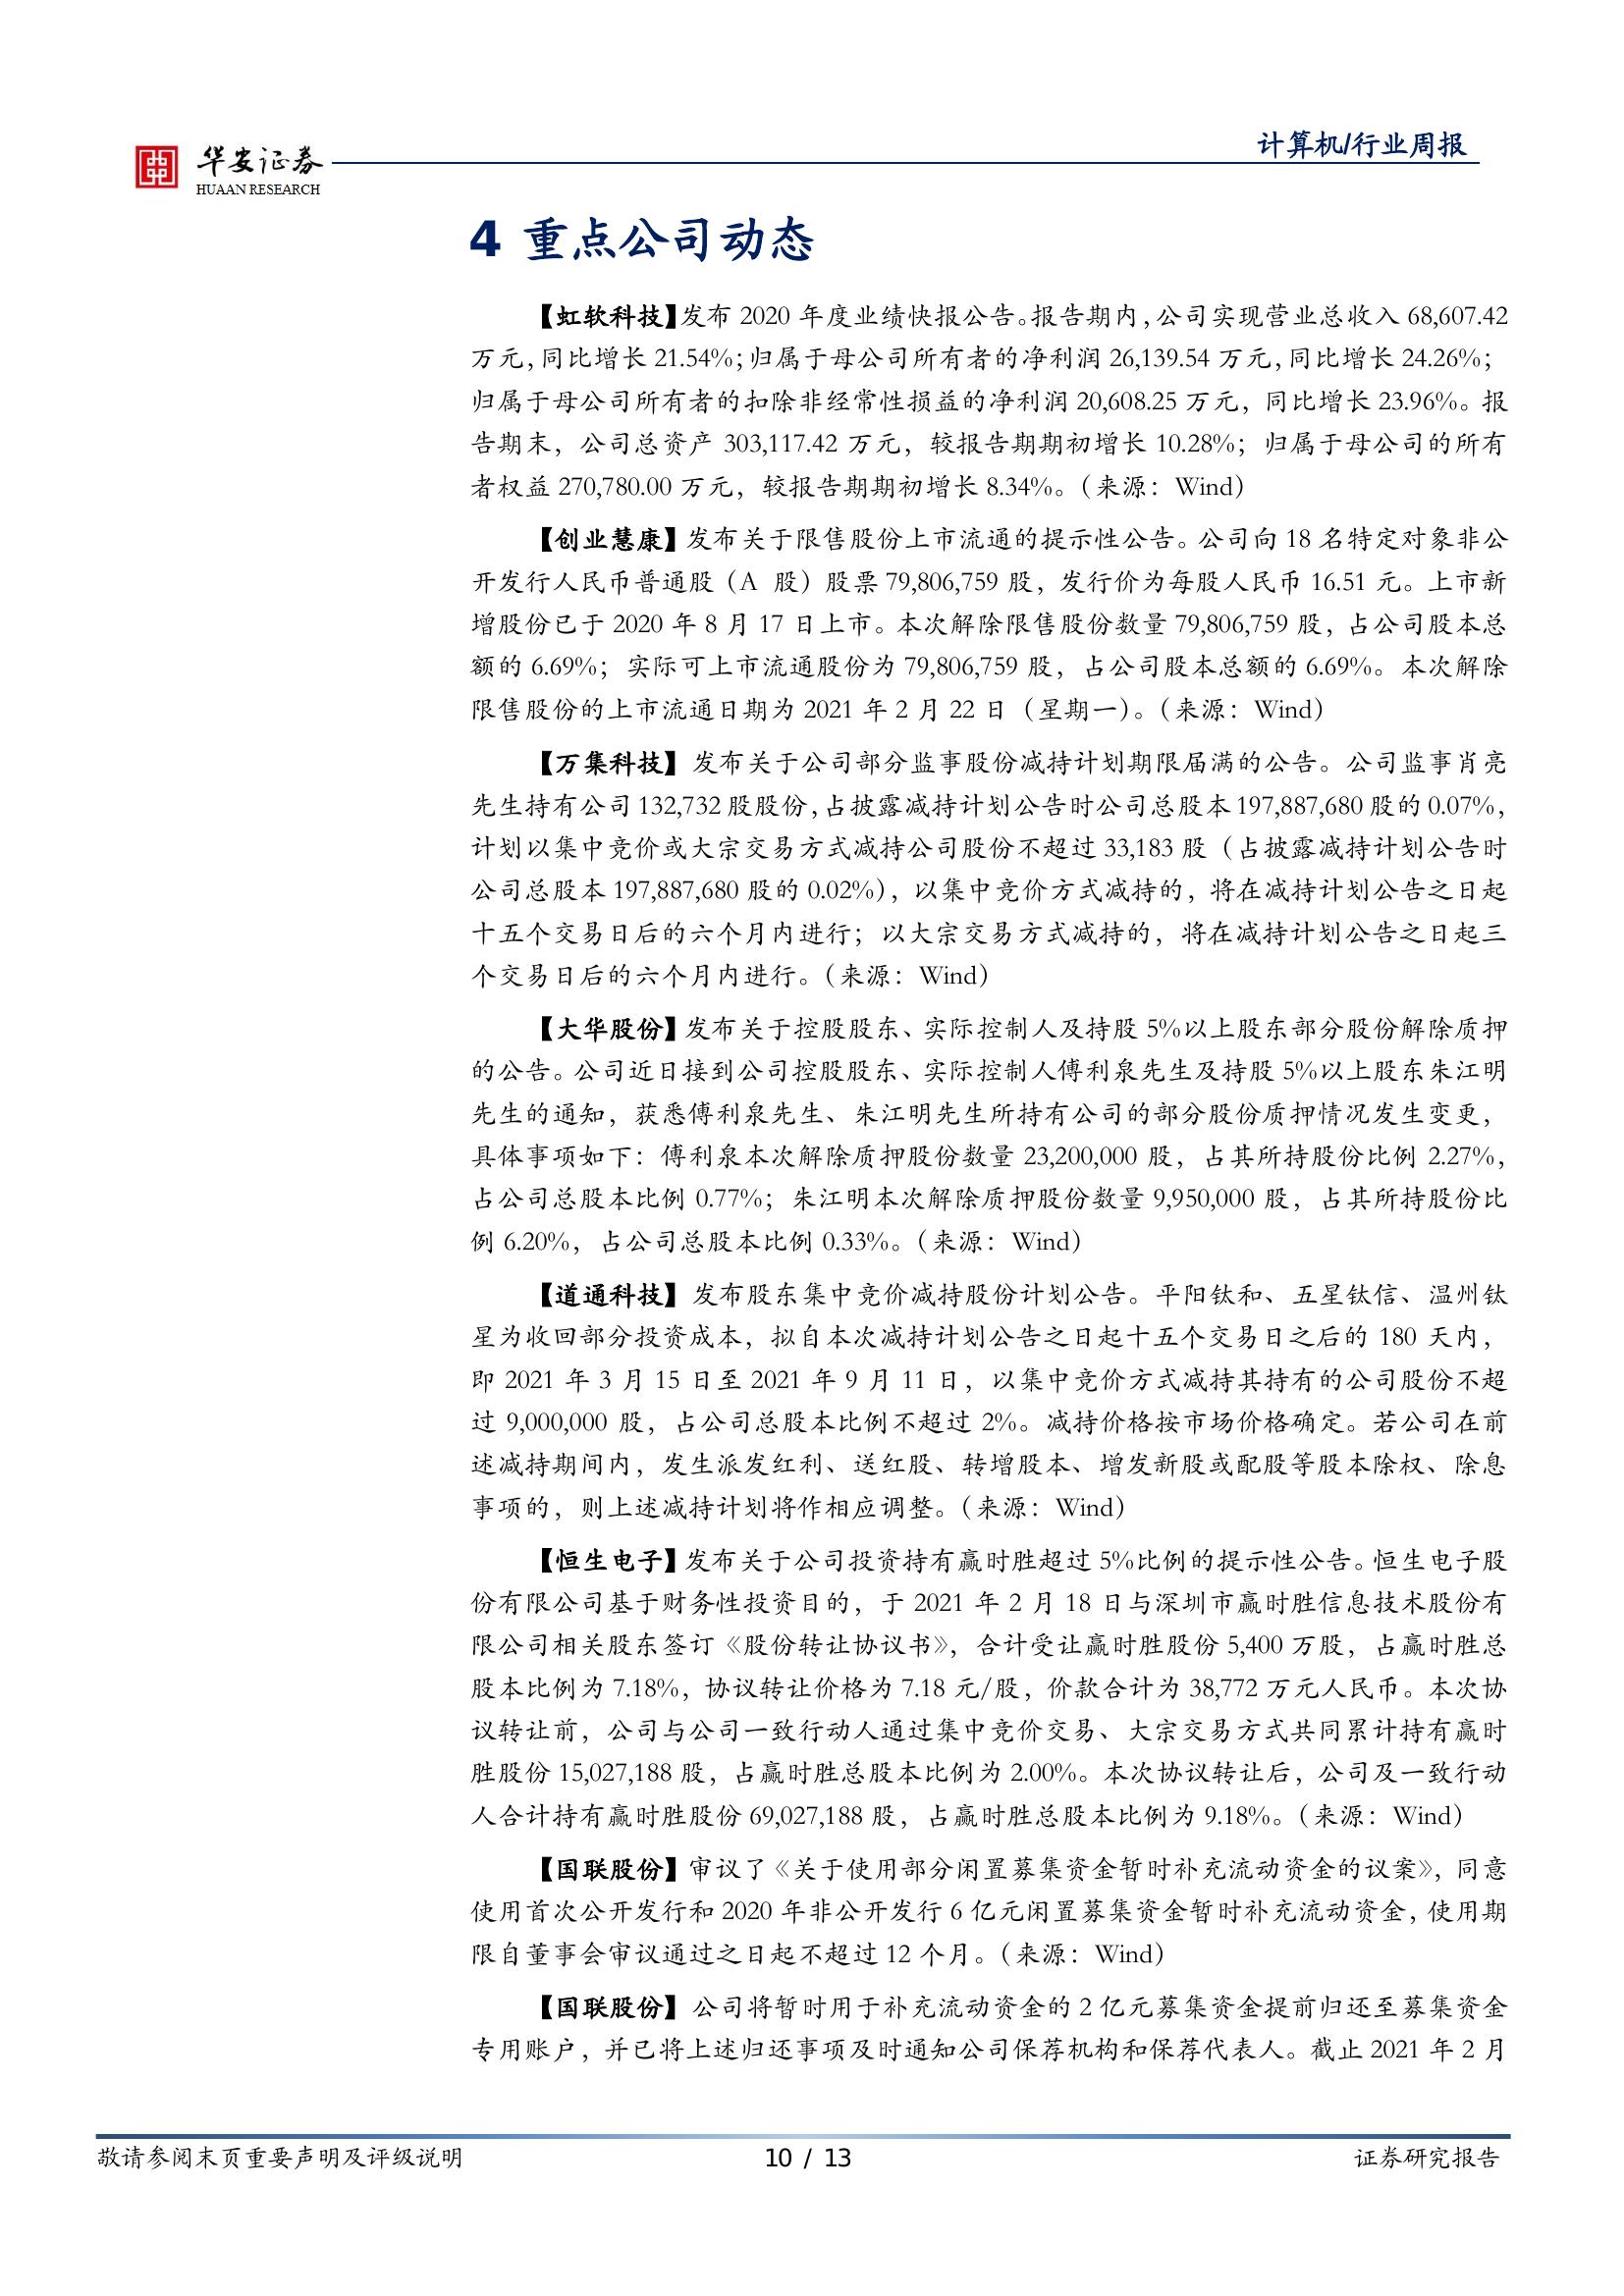 华安证券
HUAAN RESEARCH
计算机/行业周报
4 重点公司动态
【虹软科技】发布 2020 年度业绩快报公告。报告期内，公司实现营业总收入 68,607.42
万元，同比增长 21.54%；归属于母公司所有者的净利润 26,139.54 万元，同比增长 24.26%；
归属于母公司所有者的扣除非经常性损益的净利润 20,608.25 万元，同比增长 23.96%。报
告期末，公司总资产 303,117.42 万元，较报告期期初增长 10.28%；归属于母公司的所有
者权益 270,780.00 万元，较报告期期初增长 8.34%。（来源：Wind）
【创业慧康】发布关于限售股份上市流通的提示性公告。公司向 18 名特定对象非公
开发行人民币普通股（A 股）股票 79,806,759 股，发行价为每股人民币 16.51 元。上市新
增股份已于 2020 年 8 月 17 日上市。本次解除限售股份数量 79,806,759 股，占公司股本总
额的 6.69%；实际可上市流通股份为 79,806,759 股，占公司股本总额的 6.69%。本次解除
限售股份的上市流通日期为 2021 年 2 月 22 日（星期一）。（来源：Wind）
【万集科技】发布关于公司部分监事股份减持计划期限届满的公告。公司监事肖亮
先生持有公司 132,732 股股份，占披露减持计划公告时公司总股本 197,887,680 股的 0.07%，
计划以集中竞价或大宗交易方式减持公司股份不超过 33,183 股（占披露减持计划公告时
公司总股本 197,887,680 股的 0.02%），以集中竞价方式减持的，将在减持计划公告之日起
十五个交易日后的六个月内进行；以大宗交易方式减持的，将在减持计划公告之日起三
个交易日后的六个月内进行。（来源：Wind）
【大华股份】发布关于控股股东、实际控制人及持股 5%以上股东部分股份解除质押
的公告。公司近日接到公司控股股东、实际控制人傅利泉先生及持股 5%以上股东朱江明
先生的通知，获悉傅利泉先生、朱江明先生所持有公司的部分股份质押情况发生变更，
具体事项如下：傅利泉本次解除质押股份数量 23,200,000 股，占其所持股份比例 2.27%，
占公司总股本比例 0.77%；朱江明本次解除质押股份数量 9,950,000 股，占其所持股份比
例 6.20%，占公司总股本比例 0.33%。（来源：Wind）
【道通科技】发布股东集中竞价减持股份计划公告。平阳钛和、五星钛信、温州钛
星为收回部分投资成本，拟自本次减持计划公告之日起十五个交易日之后的 180 天内，
即 2021 年 3 月 15 日至 2021 年 9 月 11 日，以集中竞价方式减持其持有的公司股份不超
过 9,000,000 股，占公司总股本比例不超过 2%。减持价格按市场价格确定。若公司在前
述减持期间内，发生派发红利、送红股、转增股本、增发新股或配股等股本除权、除息
事项的，则上述减持计划将作相应调整。（来源：Wind）
【恒生电子】发布关于公司投资持有赢时胜超过 5%比例的提示性公告。恒生电子股
份有限公司基于财务性投资目的，于 2021 年 2 月 18 日与深圳市赢时胜信息技术股份有
限公司相关股东签订《股份转让协议书》，合计受让赢时胜股份 5,400 万股，占赢时胜总
股本比例为 7.18%，协议转让价格为 7.18 元/股，价款合计为 38,772 万元人民币。本次协
议转让前，公司与公司一致行动人通过集中竞价交易、大宗交易方式共同累计持有赢时
胜股份 15,027,188 股，占赢时胜总股本比例为 2.00%。本次协议转让后，公司及一致行动
人合计持有赢时胜股份 69,027,188 股，占赢时胜总股本比例为 9.18%。（来源：Wind）
【国联股份】审议了《关于使用部分闲置募集资金暂时补充流动资金的议案》，同意
使用首次公开发行和 2020 年非公开发行 6 亿元闲置募集资金暂时补充流动资金，使用期
限自董事会审议通过之日起不超过 12 个月。（来源：Wind）
【国联股份】公司将暂时用于补充流动资金的 2 亿元募集资金提前归还至募集资金
专用账户，并已将上述归还事项及时通知公司保荐机构和保荐代表人。截止 2021 年 2 月
敬请参阅末页重要声明及评级说明
10 / 13
证券研究报告